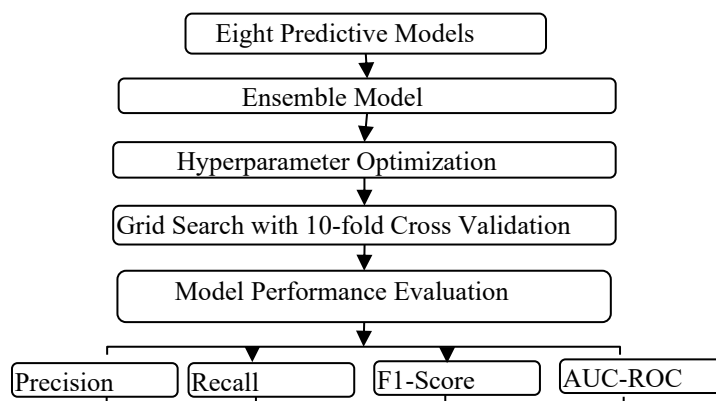 Eight Predictive Models
Ensemble Model
Hyperparameter Optimization
Grid Search with 10-fold Cross Validation
Model Performance Evaluation
Precision
Recall
F1-Score
AUC-ROC